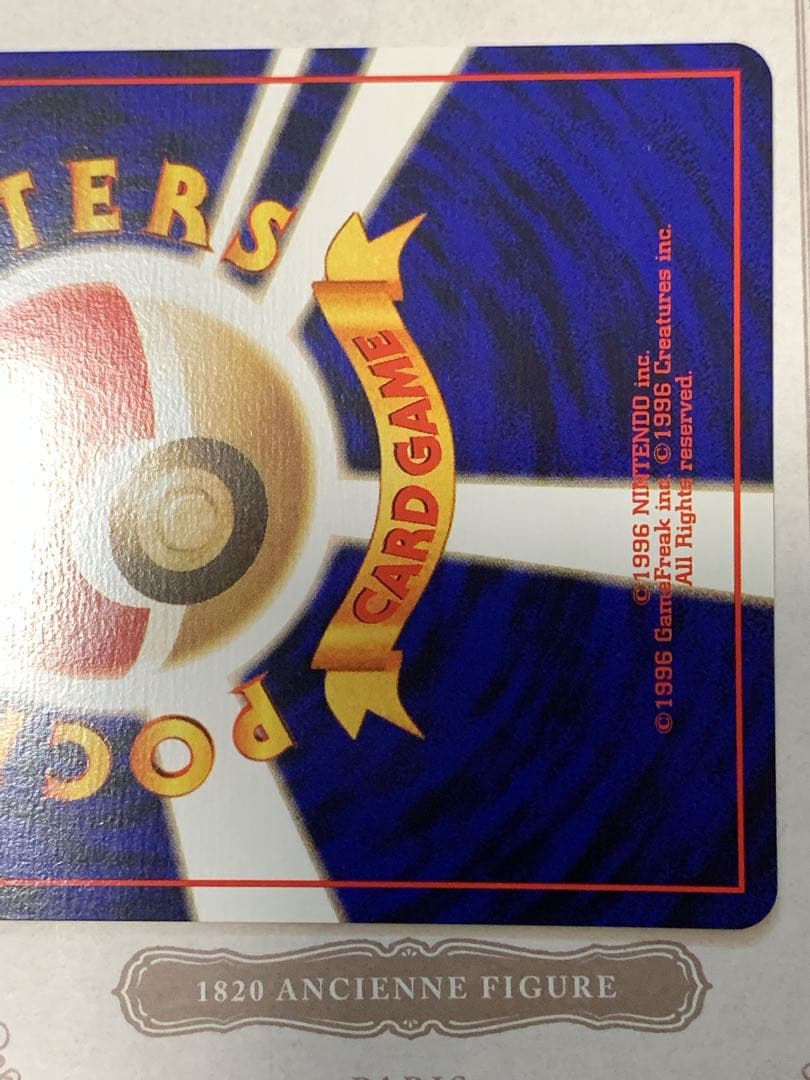 POC
TERS
CARD GAME
©1996 NINTENDO inc.
©1996 GameFreak inc. ©1996 Creatures inc.
All Rights reserved.
1820 ANCIENNE FIGURE
PARIS